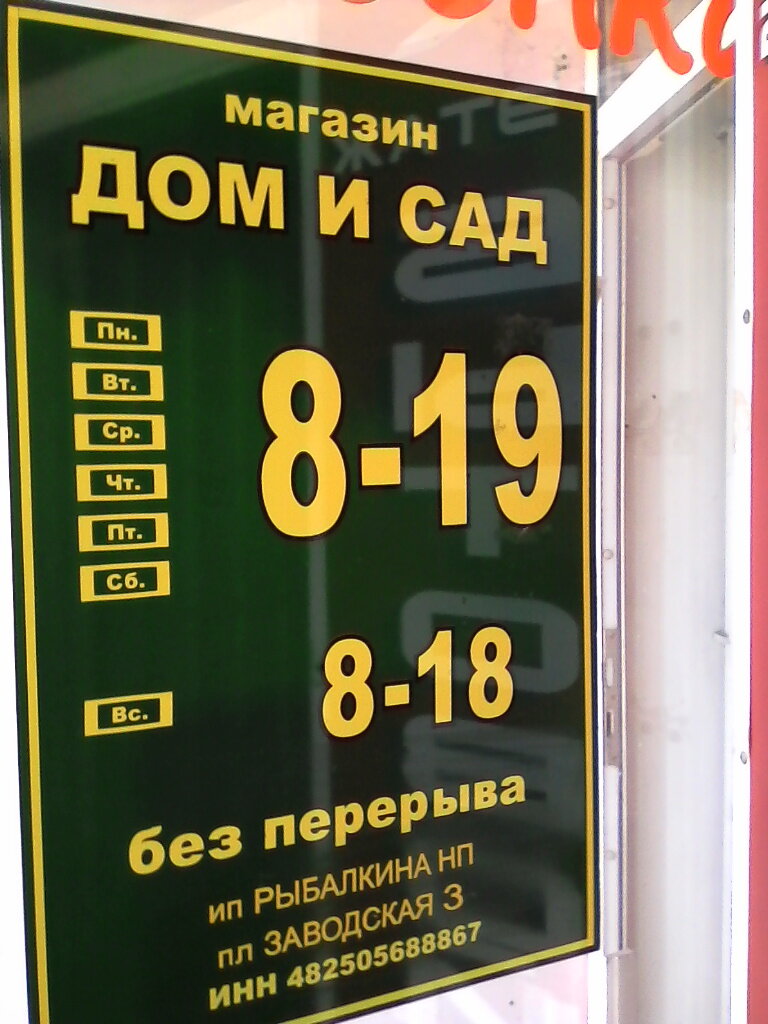 магазин
ДОМ И САД
Пн.
Вт.
Ср.
Чт.
Пт.
Сб.
8-19
Вс.
8-18
без перерыва
ип РЫБАЛКИНА НП
пл ЗАВОДСКАЯ 3
ИНН 482505688867